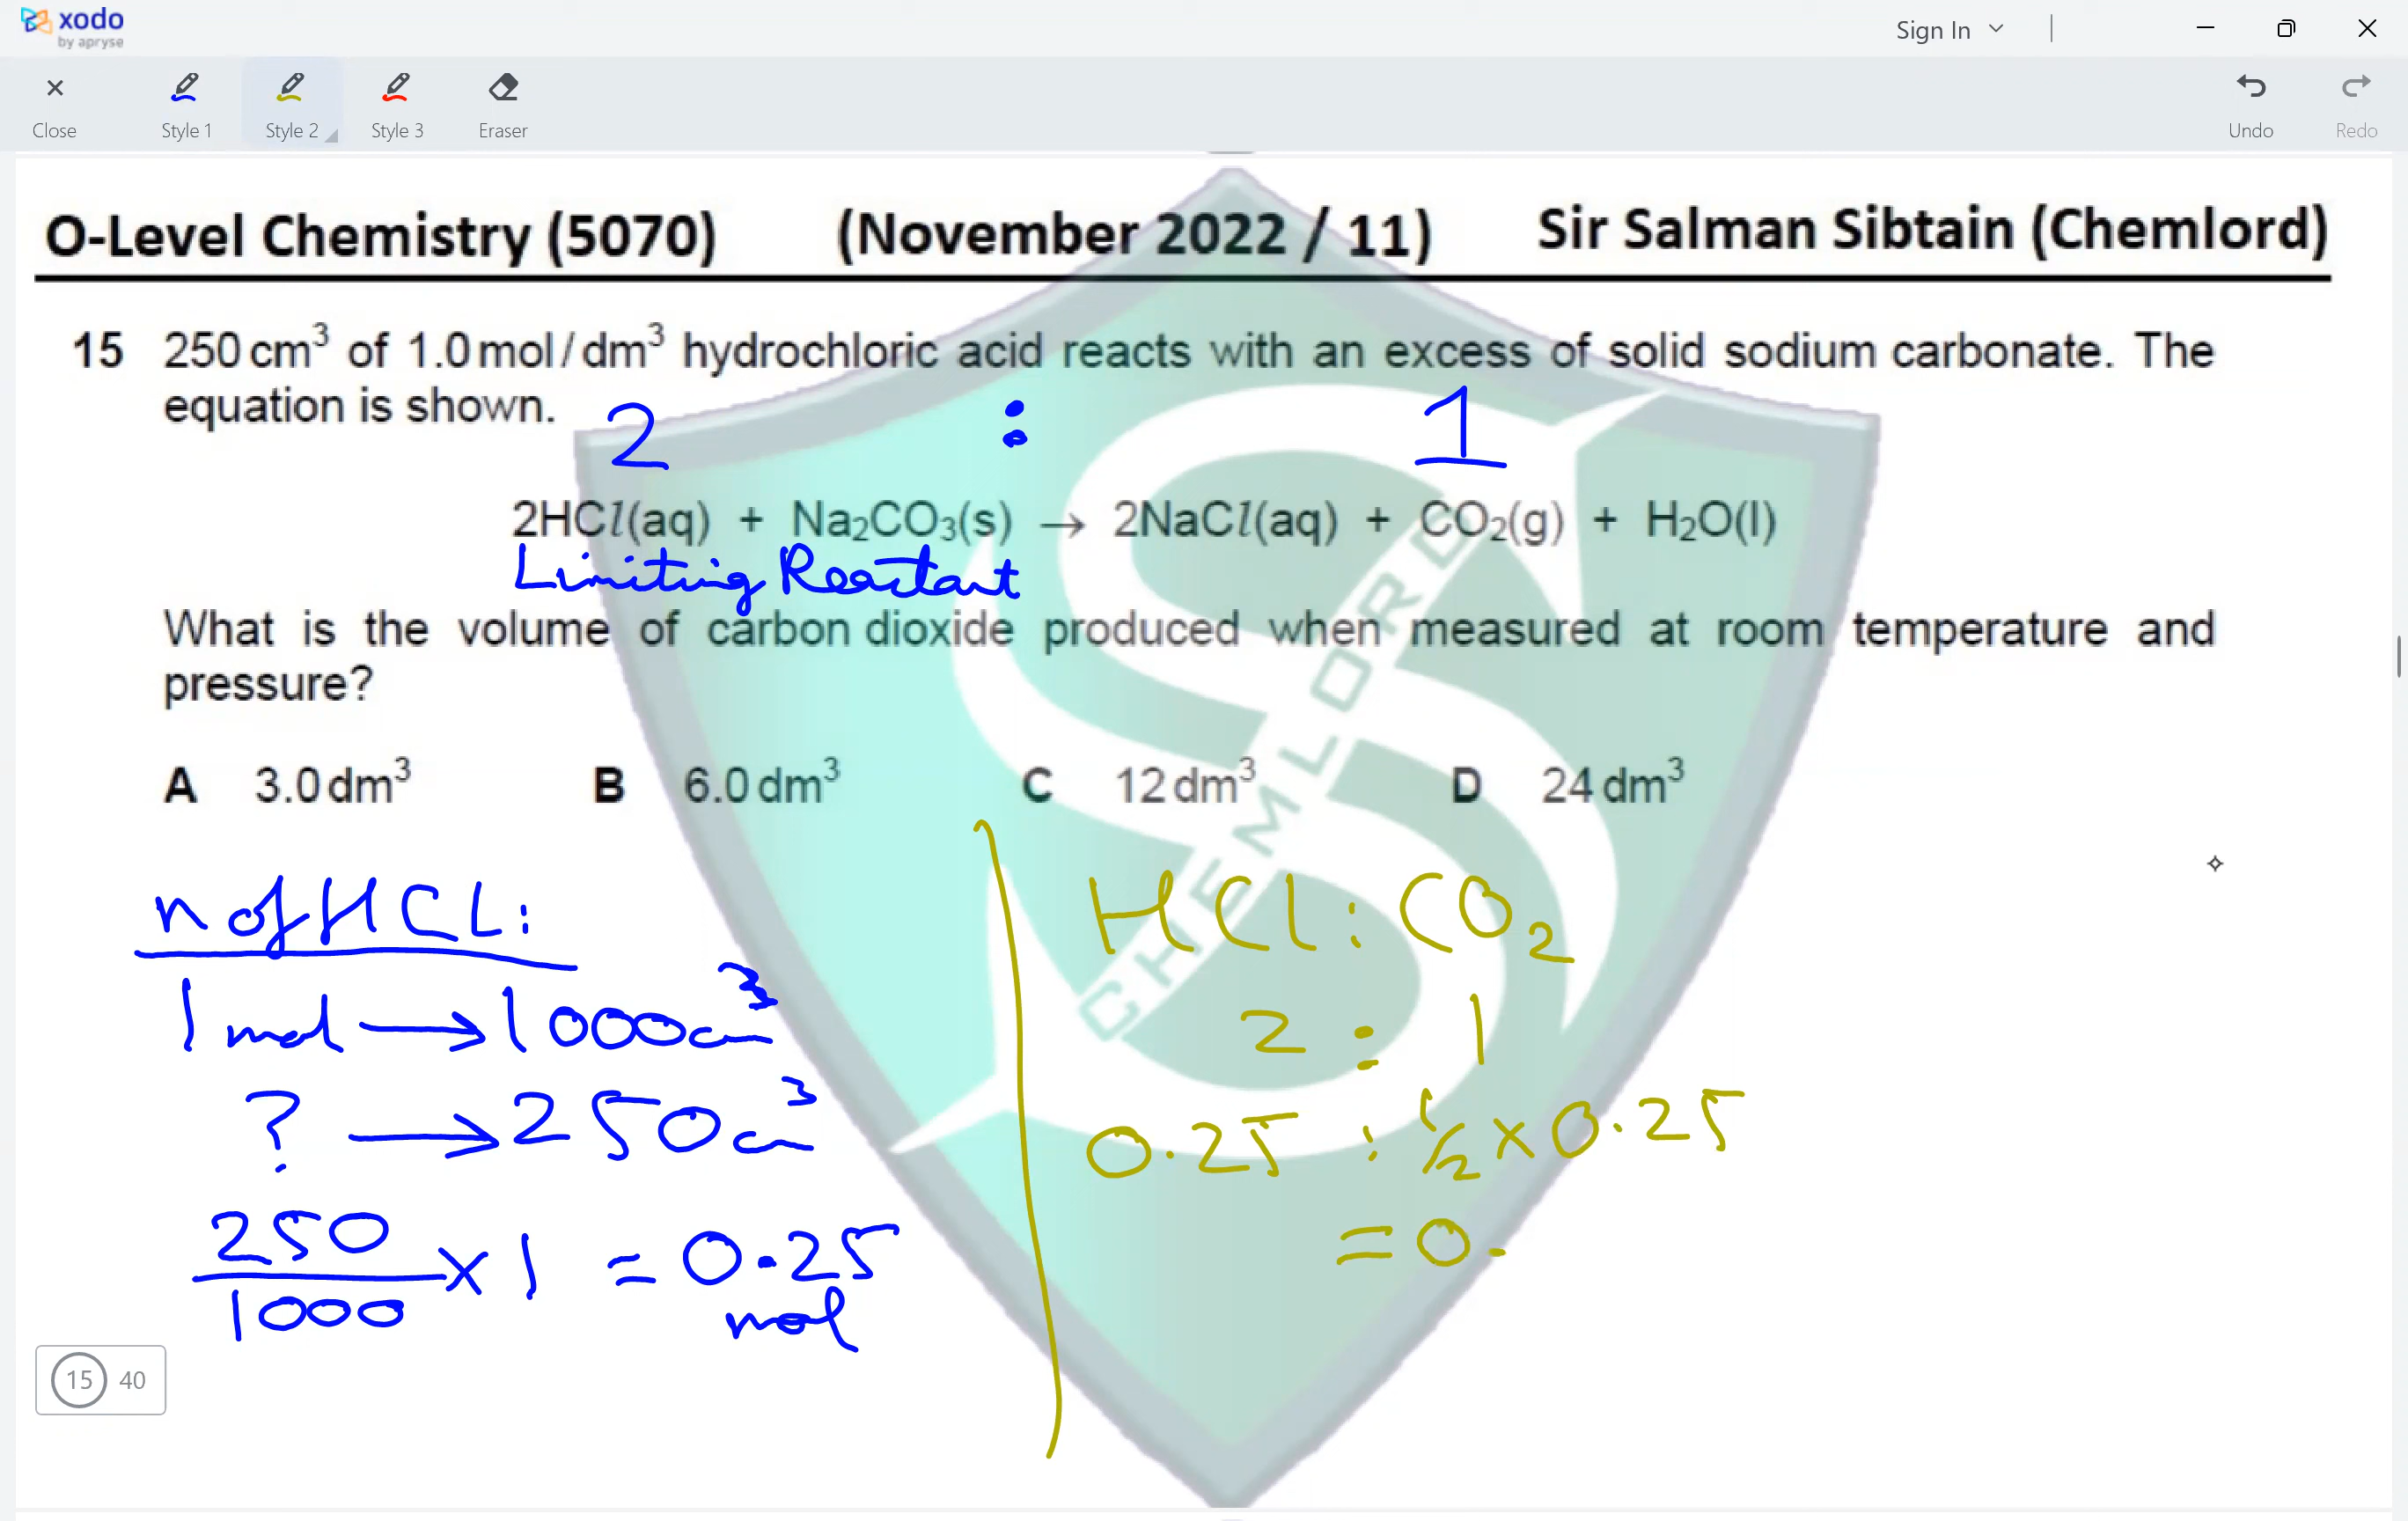 xodo
by apryse
Sign In
Close
Style 1
Style 2
Style 3
Eraser
Undo
Redo
O-Level Chemistry (5070) (November 2022 / 11) Sir Salman Sibtain (Chemlord)
15 250 cm³ of 1.0 mol / dm³ hydrochloric acid reacts with an excess of solid sodium carbonate. The
equation is shown.
2 : 1
2HCl(aq) + Na₂CO₃(s) → 2NaCl(aq) + CO₂(g) + H₂O(l)
Limiting Reactant
What is the volume of carbon dioxide produced when measured at room temperature and
pressure?
A 3.0 dm³ B 6.0 dm³ C 12 dm³ D 24 dm³
CHEMLORD
n of HCl:
1 mol → 1000cm³
? → 250cm³
250/1000 × 1 = 0.25
mol
HCl : CO₂
2 : 1
0.25 : ½ × 0.25
= 0.
15 40